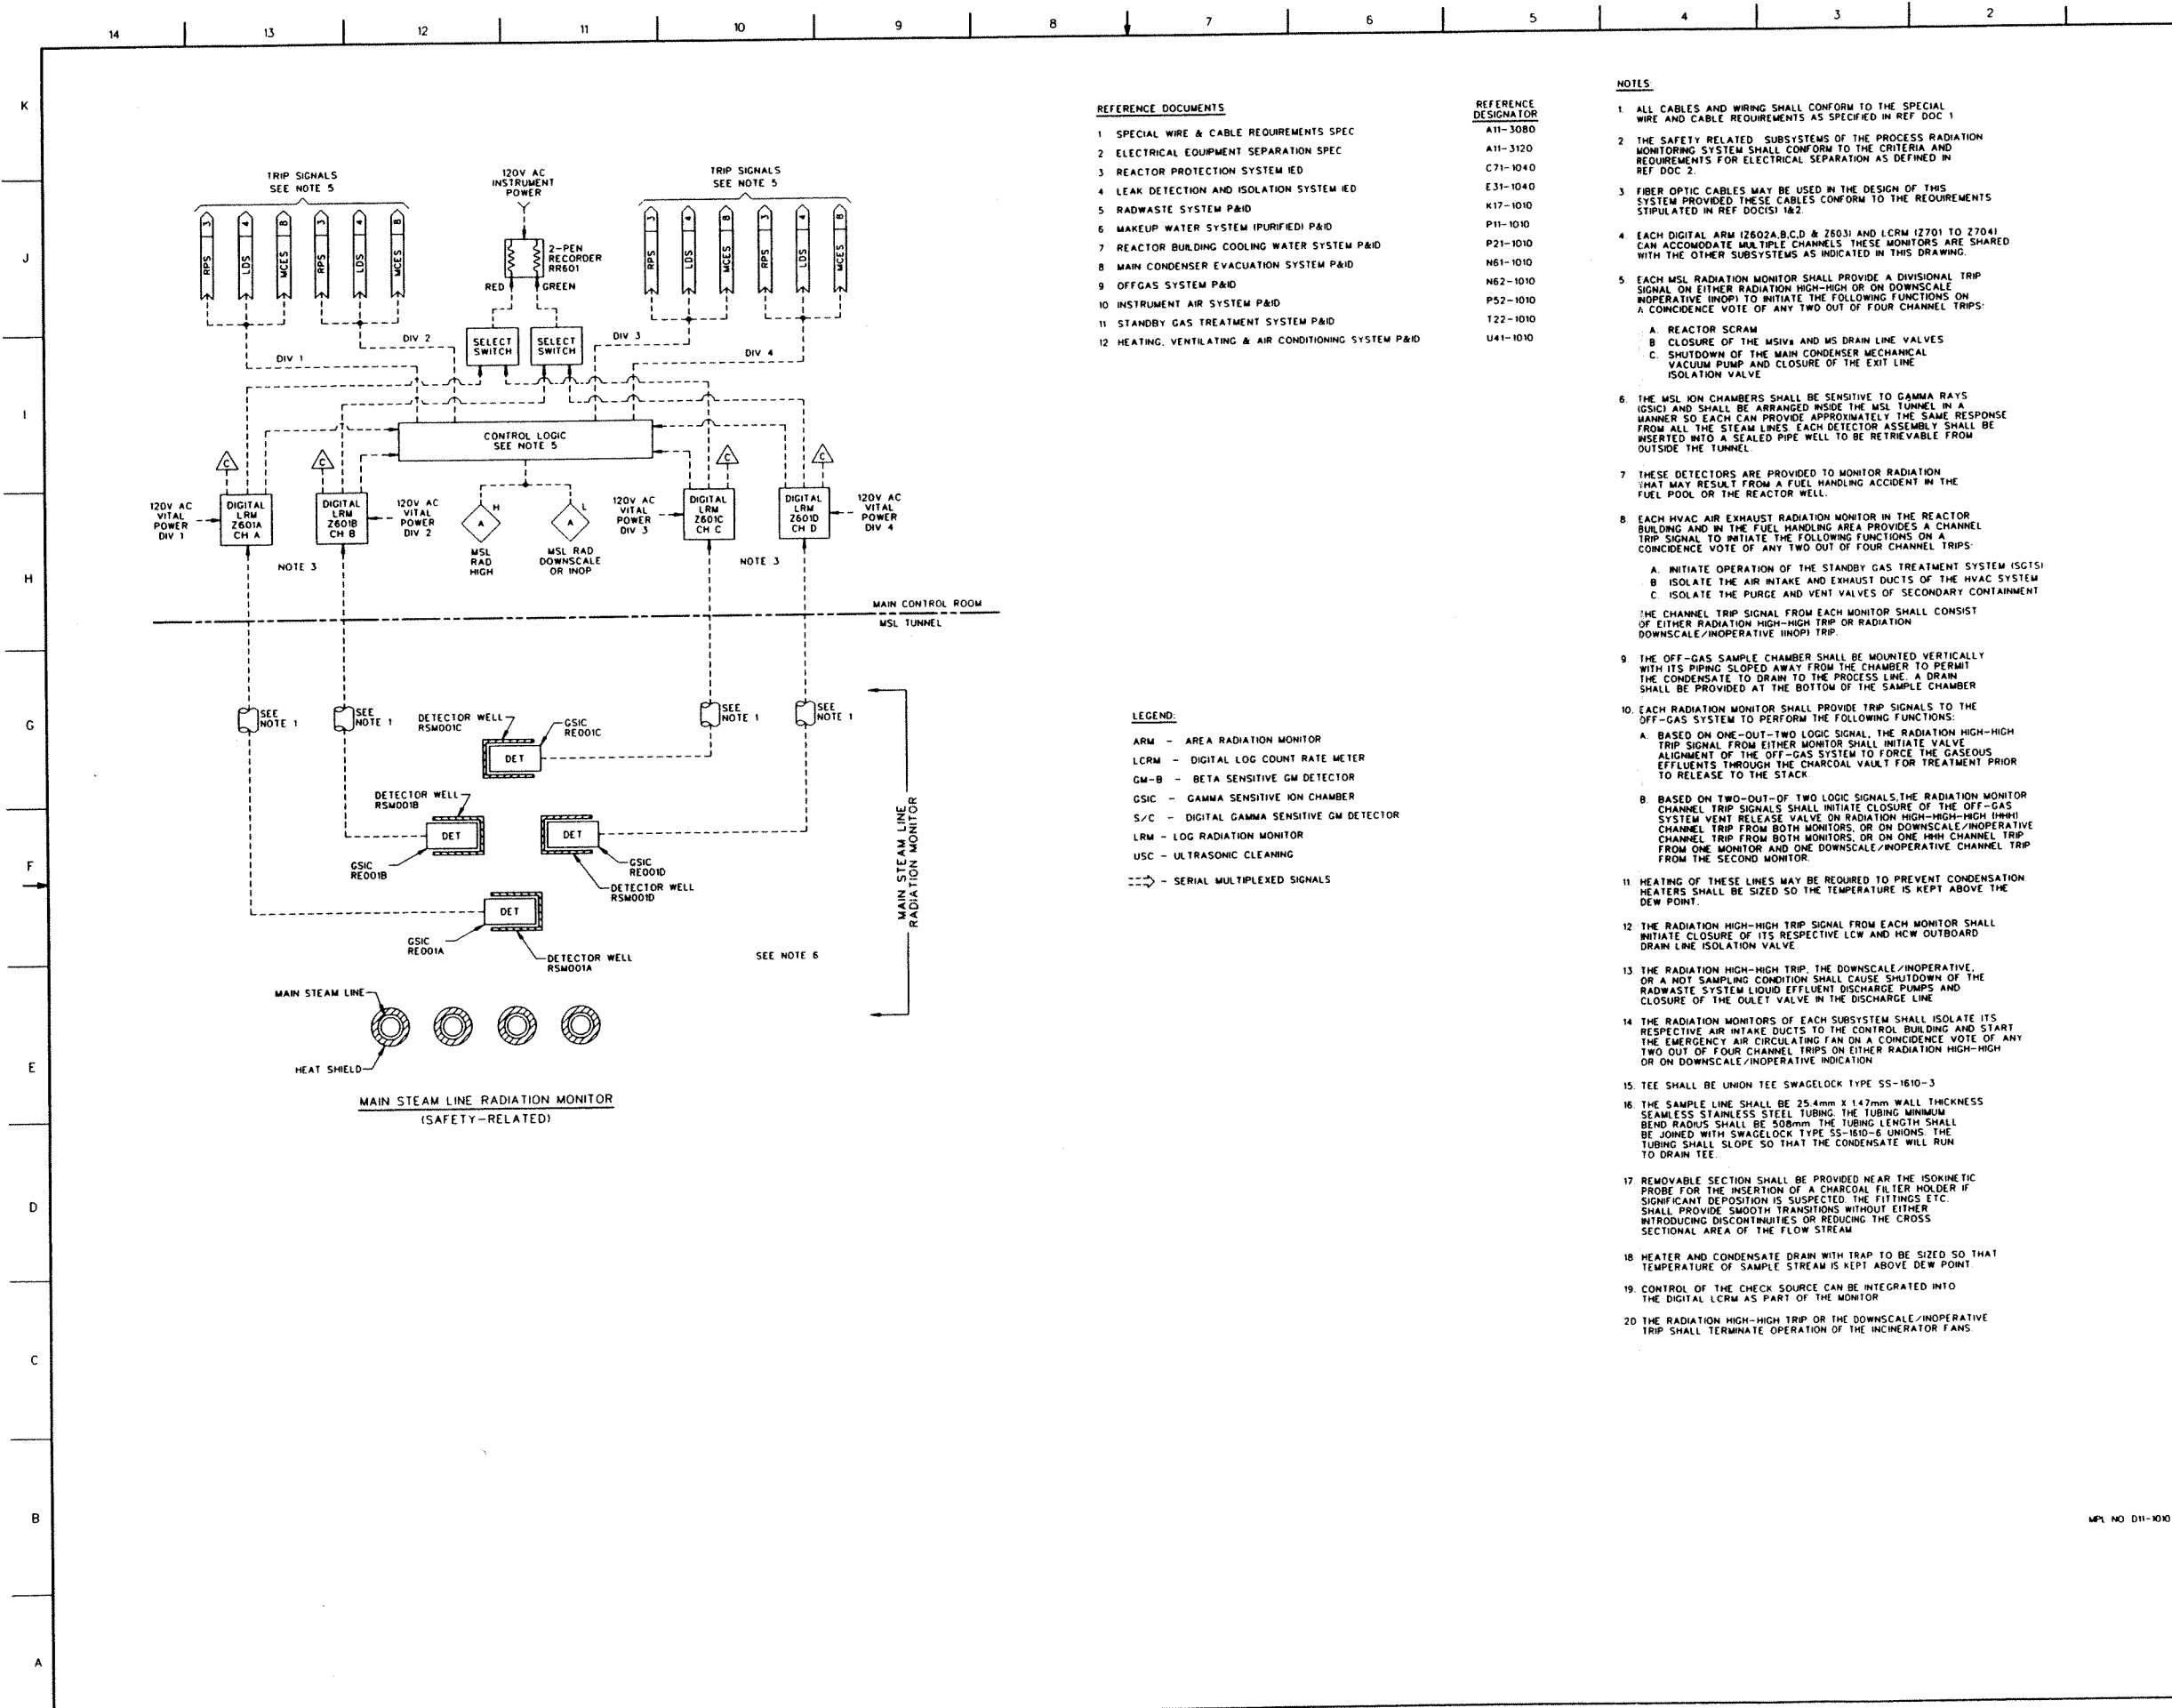 14 13 12 11 10 9 8 7 6 5 4 3 2
K
J
I
H
G
F
E
D
C
B
A
TRIP SIGNALS
SEE NOTE 5
RPS 3
LDS 4
MCES 8
RPS 3
LDS 4
MCES 8
120V AC
INSTRUMENT
POWER
2-PEN
RECORDER
RR601
RED
GREEN
TRIP SIGNALS
SEE NOTE 5
RPS 3
LDS 4
MCES 8
RPS 3
LDS 4
MCES 8
SELECT
SWITCH
SELECT
SWITCH
DIV 1
DIV 2
DIV 3
DIV 4
CONTROL LOGIC
SEE NOTE 5
C
C
C
C
120V AC
VITAL
POWER
DIV 1
DIGITAL
LRM
Z601A
CH A
DIGITAL
LRM
Z601B
CH B
120V AC
VITAL
POWER
DIV 2
A
H
MSL
RAD
HIGH
A
L
MSL RAD
DOWNSCALE
OR INOP
120V AC
VITAL
POWER
DIV 3
DIGITAL
LRM
Z601C
CH C
DIGITAL
LRM
Z601D
CH D
120V AC
VITAL
POWER
DIV 4
NOTE 3
NOTE 3
MAIN CONTROL ROOM
MSL TUNNEL
SEE
NOTE 1
SEE
NOTE 1
SEE
NOTE 1
SEE
NOTE 1
DETECTOR WELL
RSM001C
GSIC
RE001C
DET
DETECTOR WELL
RSM001B
DET
GSIC
RE001B
DET
GSIC
RE001D
DETECTOR WELL
RSM001D
DET
GSIC
RE001A
DETECTOR WELL
RSM001A
SEE NOTE 6
MAIN STEAM LINE
RADIATION MONITOR
MAIN STEAM LINE
HEAT SHIELD
MAIN STEAM LINE RADIATION MONITOR
(SAFETY-RELATED)
REFERENCE DOCUMENTS
REFERENCE
DESIGNATOR
1 SPECIAL WIRE & CABLE REQUIREMENTS SPEC A11-3080
2 ELECTRICAL EQUIPMENT SEPARATION SPEC A11-3120
3 REACTOR PROTECTION SYSTEM IED C71-1040
4 LEAK DETECTION AND ISOLATION SYSTEM IED E31-1040
5 RADWASTE SYSTEM P&ID K17-1010
6 MAKEUP WATER SYSTEM (PURIFIED) P&ID P11-1010
7 REACTOR BUILDING COOLING WATER SYSTEM P&ID P21-1010
8 MAIN CONDENSER EVACUATION SYSTEM P&ID N61-1010
9 OFFGAS SYSTEM P&ID N62-1010
10 INSTRUMENT AIR SYSTEM P&ID P52-1010
11 STANDBY GAS TREATMENT SYSTEM P&ID T22-1010
12 HEATING, VENTILATING & AIR CONDITIONING SYSTEM P&ID U41-1010
LEGEND:
ARM - AREA RADIATION MONITOR
LCRM - DIGITAL LOG COUNT RATE METER
GM-B - BETA SENSITIVE GM DETECTOR
GSIC - GAMMA SENSITIVE ION CHAMBER
S/C - DIGITAL GAMMA SENSITIVE GM DETECTOR
LRM - LOG RADIATION MONITOR
USC - ULTRASONIC CLEANING
- SERIAL MULTIPLEXED SIGNALS
NOTES:
1. ALL CABLES AND WIRING SHALL CONFORM TO THE SPECIAL
WIRE AND CABLE REQUIREMENTS AS SPECIFIED IN REF DOC 1
2 THE SAFETY RELATED SUBSYSTEMS OF THE PROCESS RADIATION
MONITORING SYSTEM SHALL CONFORM TO THE CRITERIA AND
REQUIREMENTS FOR ELECTRICAL SEPARATION AS DEFINED IN
REF DOC 2.
3 FIBER OPTIC CABLES MAY BE USED IN THE DESIGN OF THIS
SYSTEM PROVIDED THESE CABLES CONFORM TO THE REQUIREMENTS
STIPULATED IN REF DOC(S) 1&2.
4. EACH DIGITAL ARM (Z602A,B,C,D & Z603) AND LCRM (Z701 TO Z704)
CAN ACCOMODATE MULTIPLE CHANNELS THESE MONITORS ARE SHARED
WITH THE OTHER SUBSYSTEMS AS INDICATED IN THIS DRAWING.
5. EACH MSL RADIATION MONITOR SHALL PROVIDE A DIVISIONAL TRIP
SIGNAL ON EITHER RADIATION HIGH-HIGH OR ON DOWNSCALE
INOPERATIVE (INOP) TO INITIATE THE FOLLOWING FUNCTIONS ON
A COINCIDENCE VOTE OF ANY TWO OUT OF FOUR CHANNEL TRIPS:
A. REACTOR SCRAM
B CLOSURE OF THE MSIVs AND MS DRAIN LINE VALVES
C. SHUTDOWN OF THE MAIN CONDENSER MECHANICAL
VACUUM PUMP AND CLOSURE OF THE EXIT LINE
ISOLATION VALVE
6. THE MSL ION CHAMBERS SHALL BE SENSITIVE TO GAMMA RAYS
(GSIC) AND SHALL BE ARRANGED INSIDE THE MSL TUNNEL IN A
MANNER SO EACH CAN PROVIDE APPROXIMATELY THE SAME RESPONSE
FROM ALL THE STEAM LINES. EACH DETECTOR ASSEMBLY SHALL BE
INSERTED INTO A SEALED PIPE WELL TO BE RETRIEVABLE FROM
OUTSIDE THE TUNNEL.
7 THESE DETECTORS ARE PROVIDED TO MONITOR RADIATION
THAT MAY RESULT FROM A FUEL HANDLING ACCIDENT IN THE
FUEL POOL OR THE REACTOR WELL.
8. EACH HVAC AIR EXHAUST RADIATION MONITOR IN THE REACTOR
BUILDING AND IN THE FUEL HANDLING AREA PROVIDES A CHANNEL
TRIP SIGNAL TO INITIATE THE FOLLOWING FUNCTIONS ON A
COINCIDENCE VOTE OF ANY TWO OUT OF FOUR CHANNEL TRIPS:
A. INITIATE OPERATION OF THE STANDBY GAS TREATMENT SYSTEM (SGTS)
B ISOLATE THE AIR INTAKE AND EXHAUST DUCTS OF THE HVAC SYSTEM
C. ISOLATE THE PURGE AND VENT VALVES OF SECONDARY CONTAINMENT
THE CHANNEL TRIP SIGNAL FROM EACH MONITOR SHALL CONSIST
OF EITHER RADIATION HIGH-HIGH TRIP OR RADIATION
DOWNSCALE/INOPERATIVE (INOP) TRIP.
9. THE OFF-GAS SAMPLE CHAMBER SHALL BE MOUNTED VERTICALLY
WITH ITS PIPING SLOPED AWAY FROM THE CHAMBER TO PERMIT
THE CONDENSATE TO DRAIN TO THE PROCESS LINE. A DRAIN
SHALL BE PROVIDED AT THE BOTTOM OF THE SAMPLE CHAMBER
10. EACH RADIATION MONITOR SHALL PROVIDE TRIP SIGNALS TO THE
OFF-GAS SYSTEM TO PERFORM THE FOLLOWING FUNCTIONS:
A. BASED ON ONE-OUT-TWO LOGIC SIGNAL, THE RADIATION HIGH-HIGH
TRIP SIGNAL FROM EITHER MONITOR SHALL INITIATE VALVE
ALIGNMENT OF THE OFF-GAS SYSTEM TO FORCE THE GASEOUS
EFFLUENTS THROUGH THE CHARCOAL VAULT FOR TREATMENT PRIOR
TO RELEASE TO THE STACK.
B. BASED ON TWO-OUT-OF TWO LOGIC SIGNALS,THE RADIATION MONITOR
CHANNEL TRIP SIGNALS SHALL INITIATE CLOSURE OF THE OFF-GAS
SYSTEM VENT RELEASE VALVE ON RADIATION HIGH-HIGH-HIGH (HHH)
CHANNEL TRIP FROM BOTH MONITORS, OR ON DOWNSCALE/INOPERATIVE
CHANNEL TRIP FROM BOTH MONITORS, OR ON ONE HHH CHANNEL TRIP
FROM ONE MONITOR AND ONE DOWNSCALE/INOPERATIVE CHANNEL TRIP
FROM THE SECOND MONITOR.
11 HEATING OF THESE LINES MAY BE REQUIRED TO PREVENT CONDENSATION.
HEATERS SHALL BE SIZED SO THE TEMPERATURE IS KEPT ABOVE THE
DEW POINT.
12. THE RADIATION HIGH-HIGH TRIP SIGNAL FROM EACH MONITOR SHALL
INITIATE CLOSURE OF ITS RESPECTIVE LCW AND HCW OUTBOARD
DRAIN LINE ISOLATION VALVE
13. THE RADIATION HIGH-HIGH TRIP, THE DOWNSCALE/INOPERATIVE,
OR A NOT SAMPLING CONDITION SHALL CAUSE SHUTDOWN OF THE
RADWASTE SYSTEM LIQUID EFFLUENT DISCHARGE PUMPS AND
CLOSURE OF THE OULET VALVE IN THE DISCHARGE LINE
14 THE RADIATION MONITORS OF EACH SUBSYSTEM SHALL ISOLATE ITS
RESPECTIVE AIR INTAKE DUCTS TO THE CONTROL BUILDING AND START
THE EMERGENCY AIR CIRCULATING FAN ON A COINCIDENCE VOTE OF ANY
TWO OUT OF FOUR CHANNEL TRIPS ON EITHER RADIATION HIGH-HIGH
OR ON DOWNSCALE/INOPERATIVE INDICATION
15. TEE SHALL BE UNION TEE SWAGELOCK TYPE SS-1610-3
16. THE SAMPLE LINE SHALL BE 25.4mm X 1.47mm WALL THICKNESS
SEAMLESS STAINLESS STEEL TUBING. THE TUBING MINIMUM
BEND RADIUS SHALL BE 508mm THE TUBING LENGTH SHALL
BE JOINED WITH SWAGELOCK TYPE SS-1610-6 UNIONS. THE
TUBING SHALL SLOPE SO THAT THE CONDENSATE WILL RUN
TO DRAIN TEE.
17. REMOVABLE SECTION SHALL BE PROVIDED NEAR THE ISOKINETIC
PROBE FOR THE INSERTION OF A CHARCOAL FILTER HOLDER IF
SIGNIFICANT DEPOSITION IS SUSPECTED. THE FITTINGS ETC.
SHALL PROVIDE SMOOTH TRANSITIONS WITHOUT EITHER
INTRODUCING DISCONTINUITIES OR REDUCING THE CROSS
SECTIONAL AREA OF THE FLOW STREAM
18 HEATER AND CONDENSATE DRAIN WITH TRAP TO BE SIZED SO THAT
TEMPERATURE OF SAMPLE STREAM IS KEPT ABOVE DEW POINT.
19. CONTROL OF THE CHECK SOURCE CAN BE INTEGRATED INTO
THE DIGITAL LCRM AS PART OF THE MONITOR
20 THE RADIATION HIGH-HIGH TRIP OR THE DOWNSCALE/INOPERATIVE
TRIP SHALL TERMINATE OPERATION OF THE INCINERATOR FANS.
MPL NO D11-1010